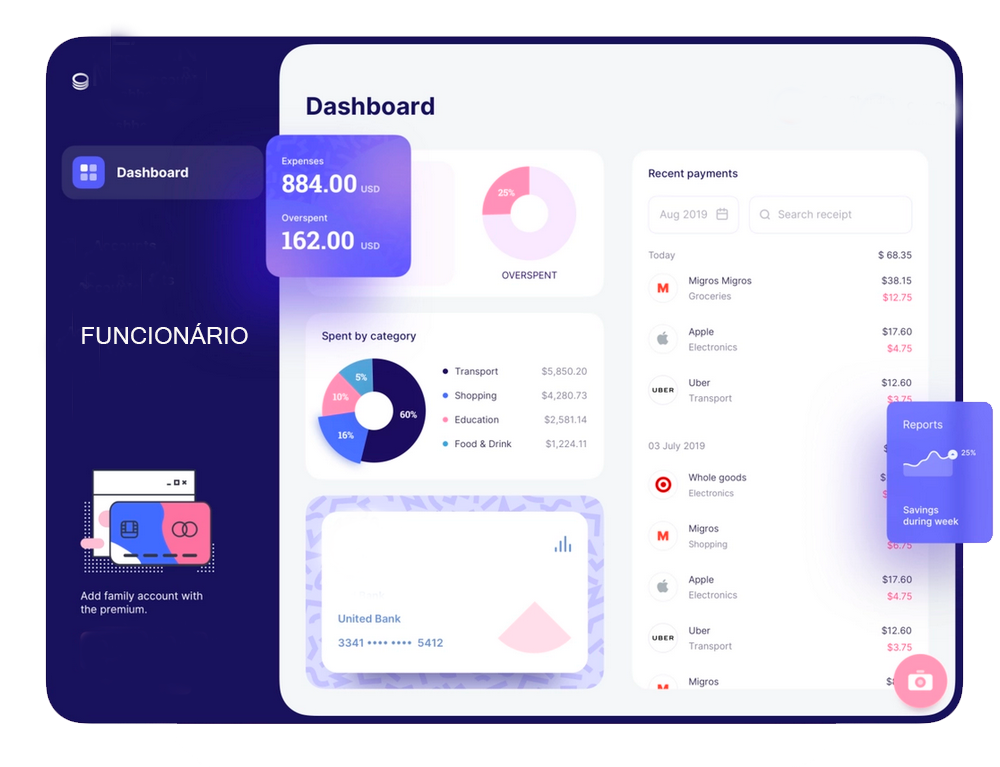 Dashboard
Dashboard
FUNCIONÁRIO
Add family account with
the premium.
Expenses
884.00 USD
Overspent
162.00 USD
25%
OVERSPENT
Spent by category
5%
10%
16%
60%
Transport $5,850.20
Shopping $4,280.73
Education $2,581.14
Food & Drink $1,224.11
United Bank
3341 •••• •••• 5412
Recent payments
Aug 2019
Search receipt
Today $ 68.35
Migros Migros $38.15
Groceries $12.75
Apple $17.60
Electronics $4.75
UBER
Uber $12.60
Transport $3.75
03 July 2019
Whole goods
Electronics
Migros
Shopping $6.75
Apple $17.60
Electronics $4.75
UBER
Uber $12.60
Transport $3.75
Migros
Reports
25%
Savings
during week